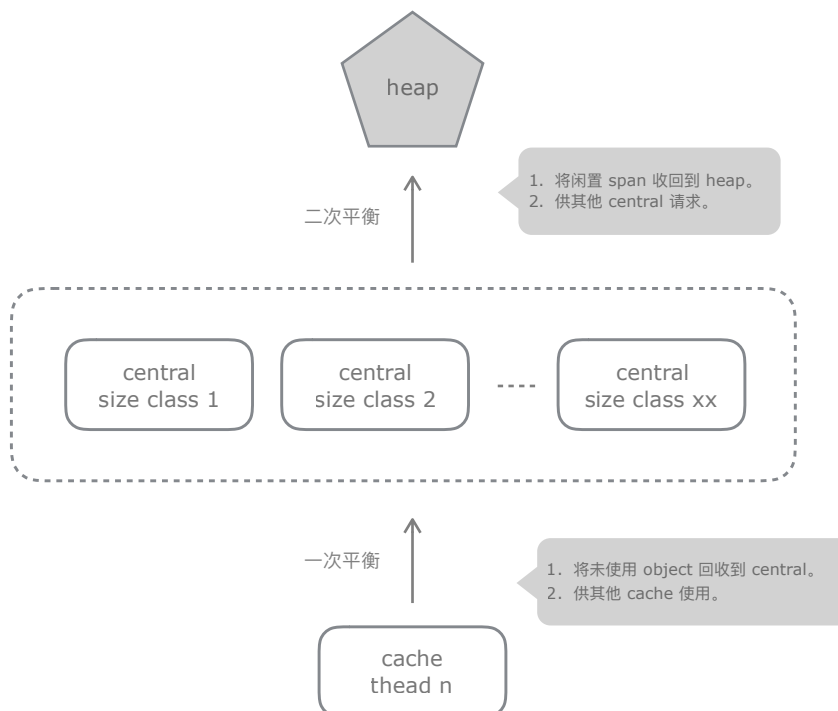 heap
1. 将闲置 span 收回到 heap。
2. 供其他 central 请求。
二次平衡
central
size class 1
central
size class 2
central
size class xx
一次平衡
1. 将未使用 object 回收到 central。
2. 供其他 cache 使用。
cache
thead n